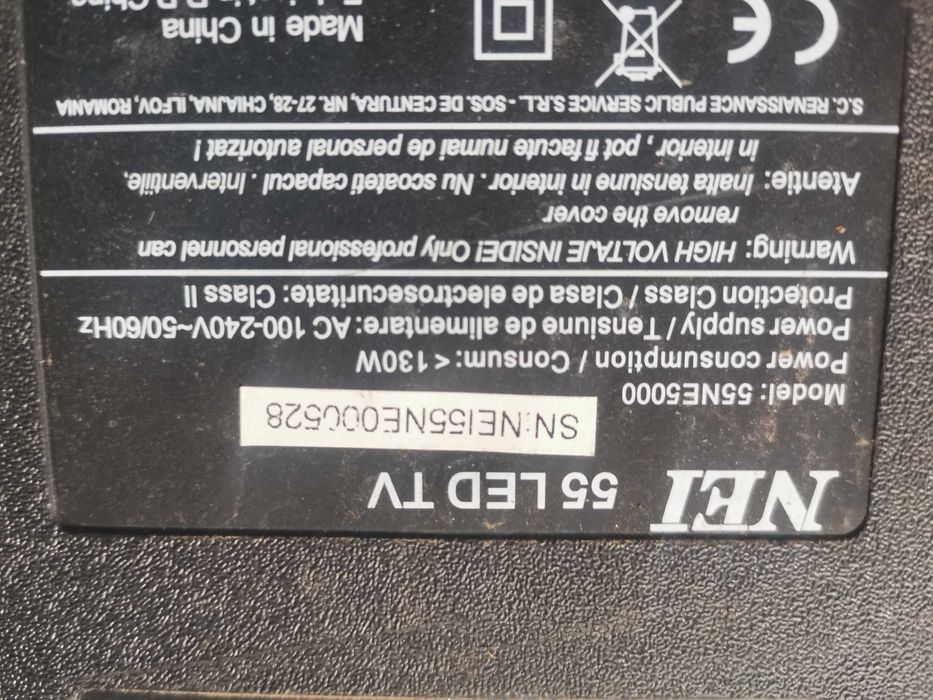 NEI 55 LED TV
SN:NEI55NE000528
Model: 55NE5000
Power consumption / Consum: < 130W
Power supply / Tensiune de alimentare: AC 100-240V~50/60Hz
Protection Class / Clasa de electrosecuritate: Class II
Warning: HIGH VOLTAJE INSIDE! Only professional personnel can
remove the cover
Atentie: Inalta tensiune in interior. Nu scoateti capacul. Interventiile,
in interior, pot fi facute numai de personal autorizat !
S.C. RENAISSANCE PUBLIC SERVICE S.R.L. - SOS. DE CENTURA, NR. 27-28, CHIAJNA, ILFOV, ROMANIA
CE
Made in China